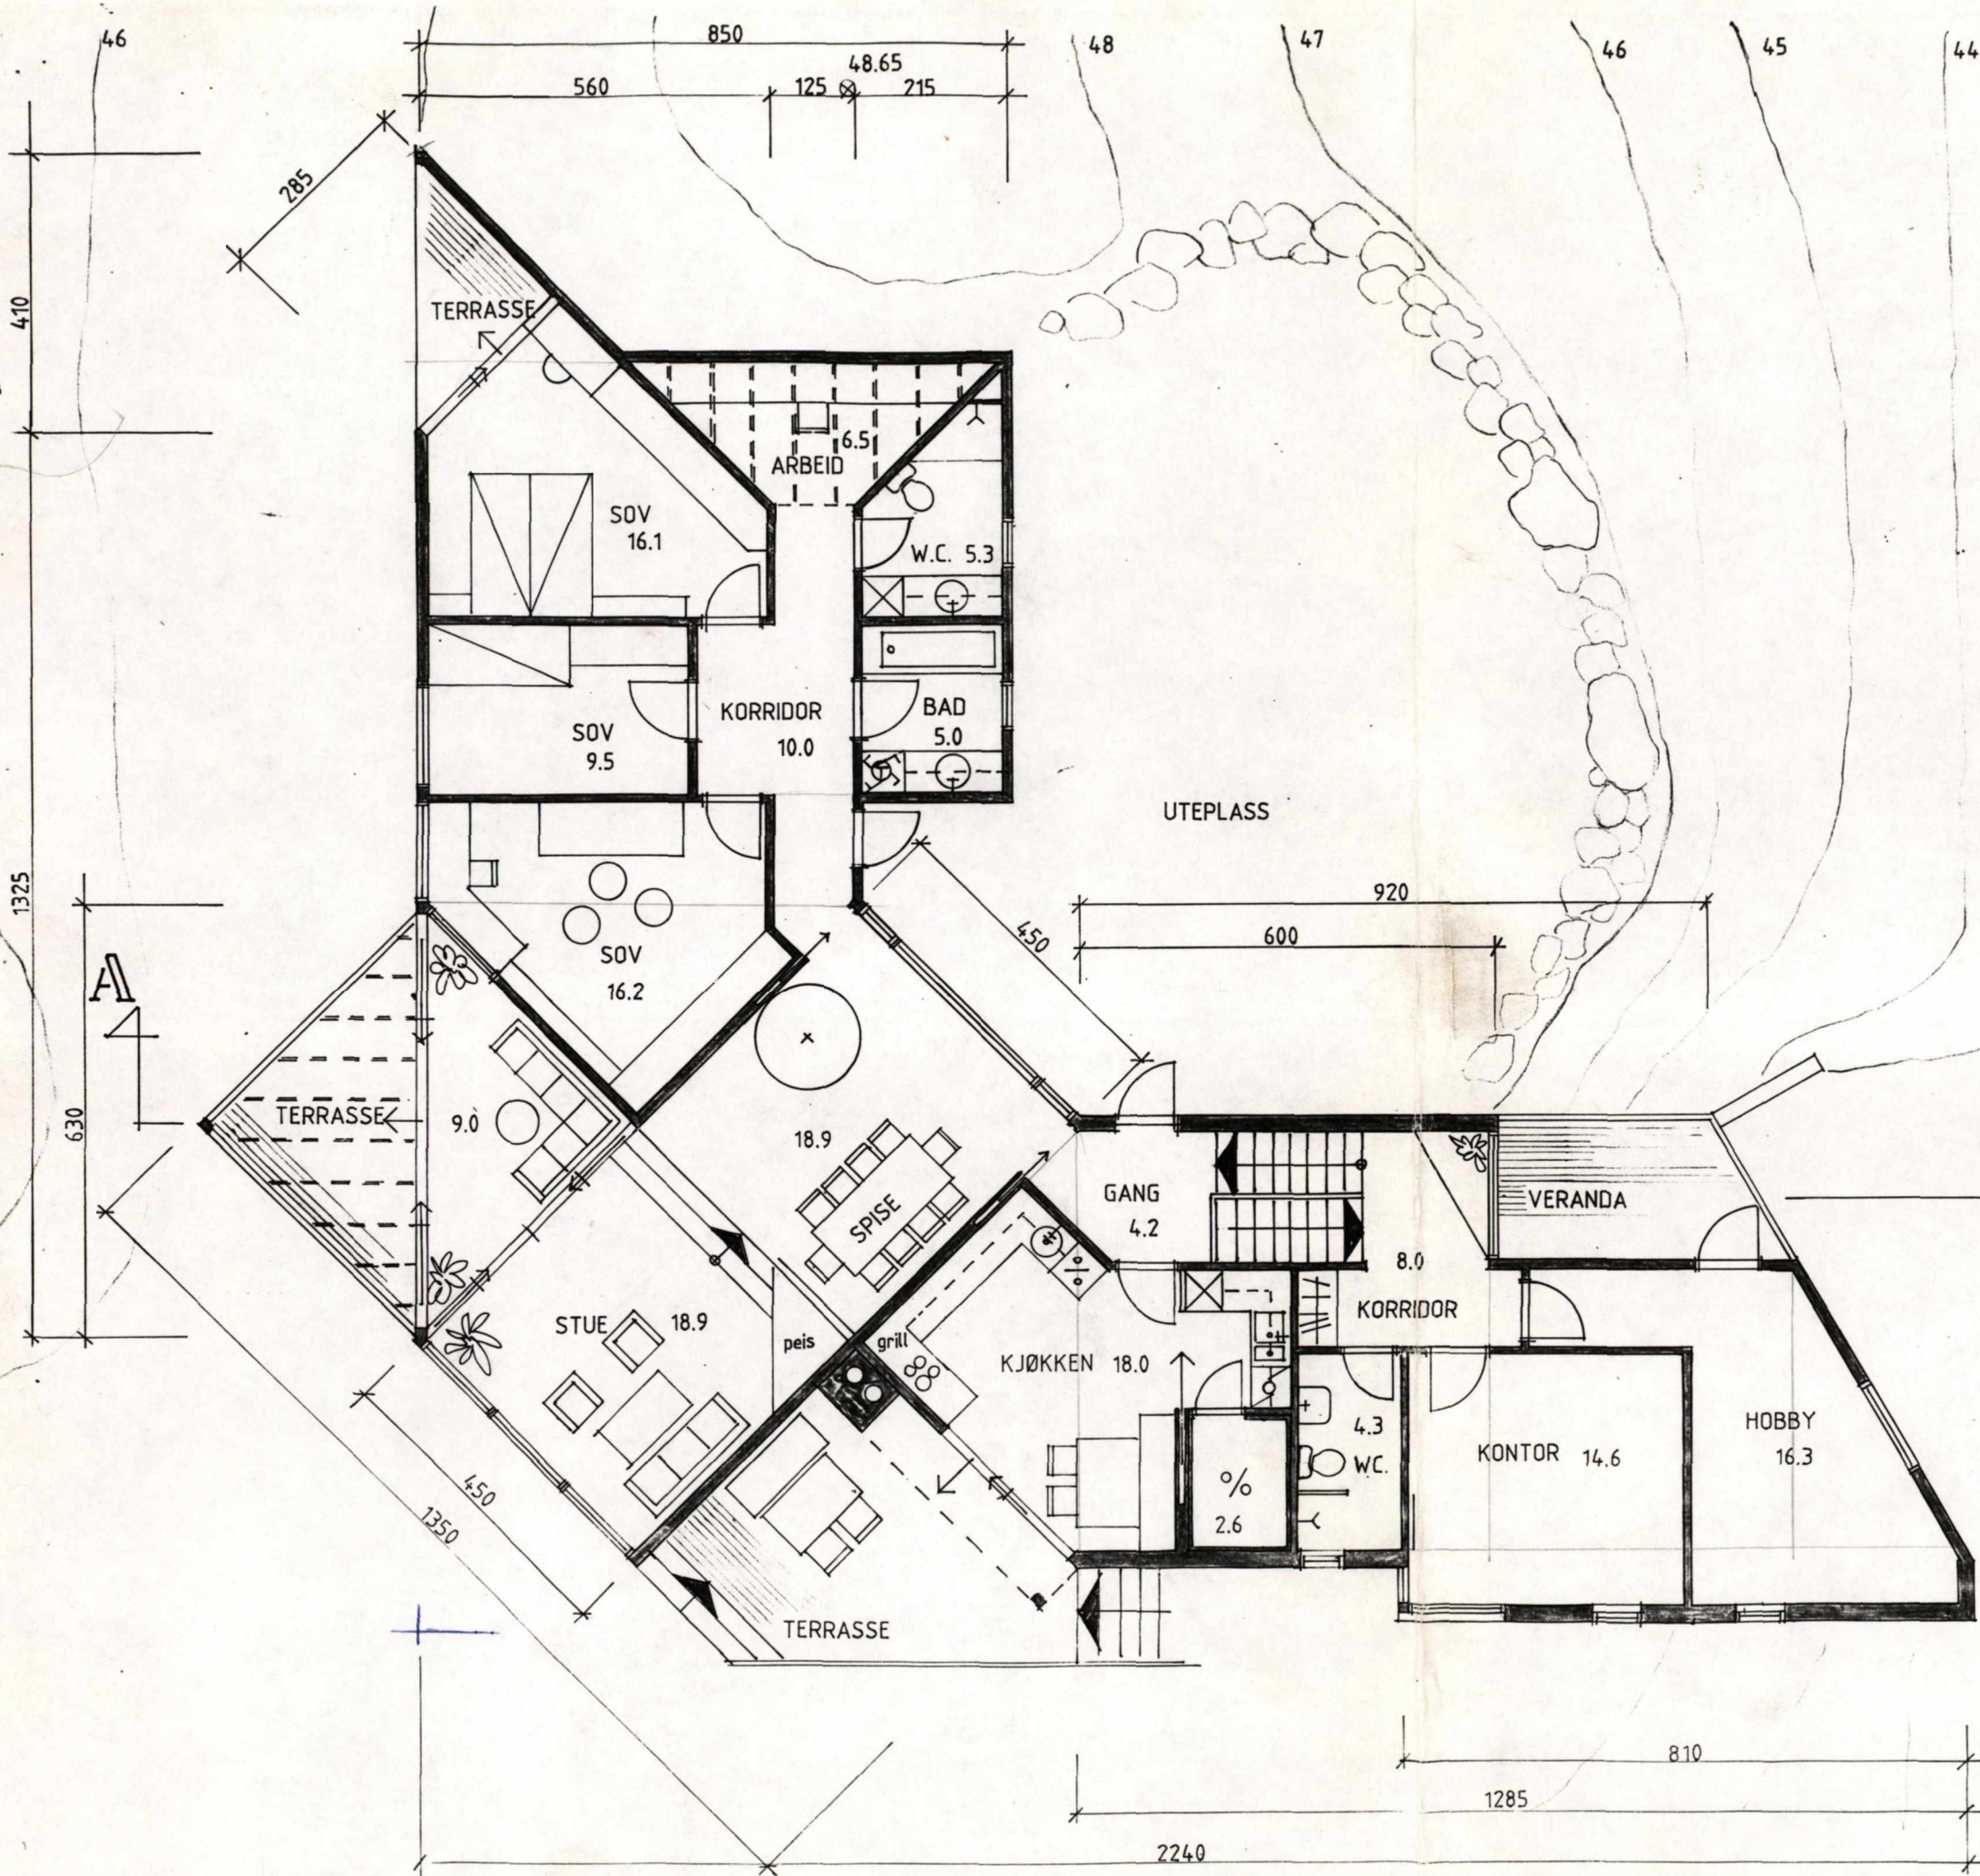 46
850
48
47
46
45
44
48.65
560
125
215
285
410
TERRASSE
6.5
ARBEID
SOV
16.1
W.C. 5.3
SOV
9.5
KORRIDOR
10.0
BAD
5.0
UTEPLASS
1325
920
600
450
SOV
16.2
A
630
TERRASSE
9.0
18.9
SPISE
GANG
4.2
VERANDA
8.0
KORRIDOR
STUE 18.9
peis
grill
KJØKKEN 18.0
4.3
WC.
KONTOR 14.6
HOBBY
16.3
%
2.6
450
1350
TERRASSE
810
1285
2240